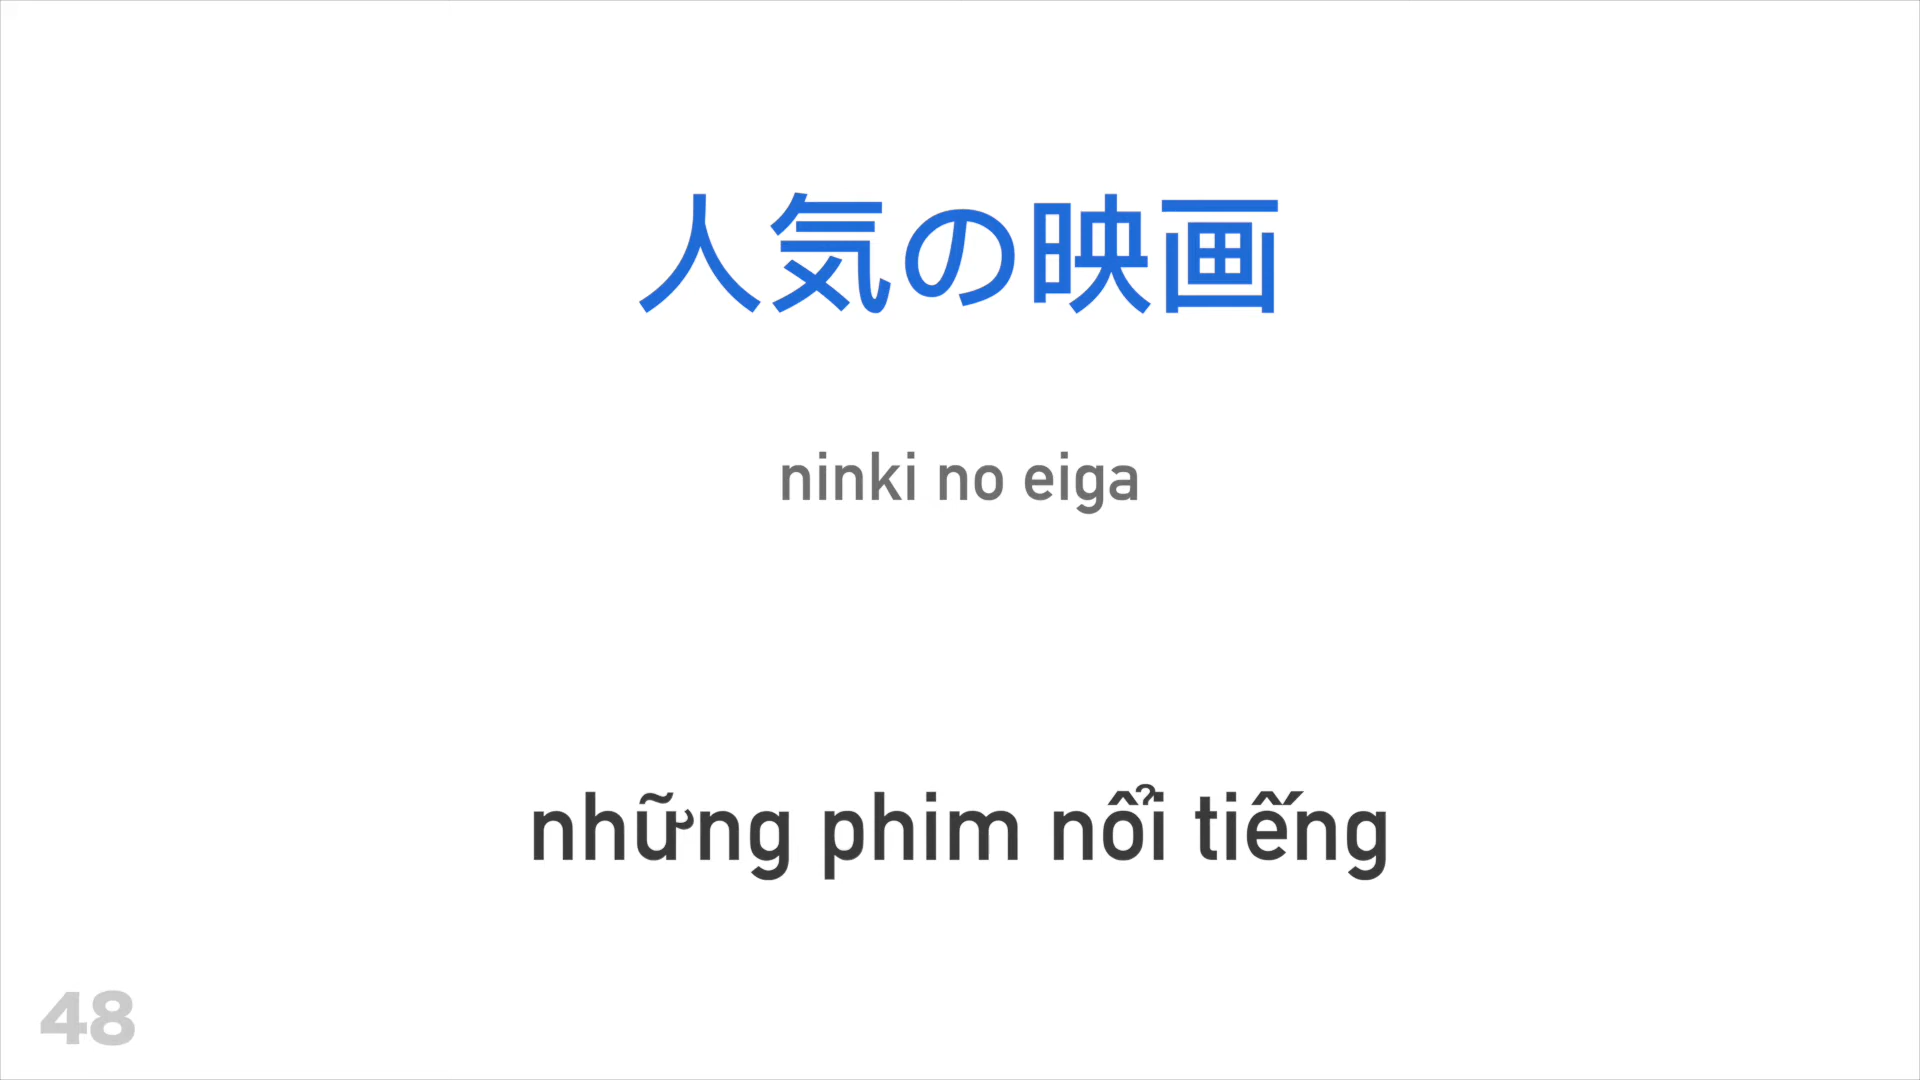 人気の映画
ninki no eiga
những phim nổi tiếng
48